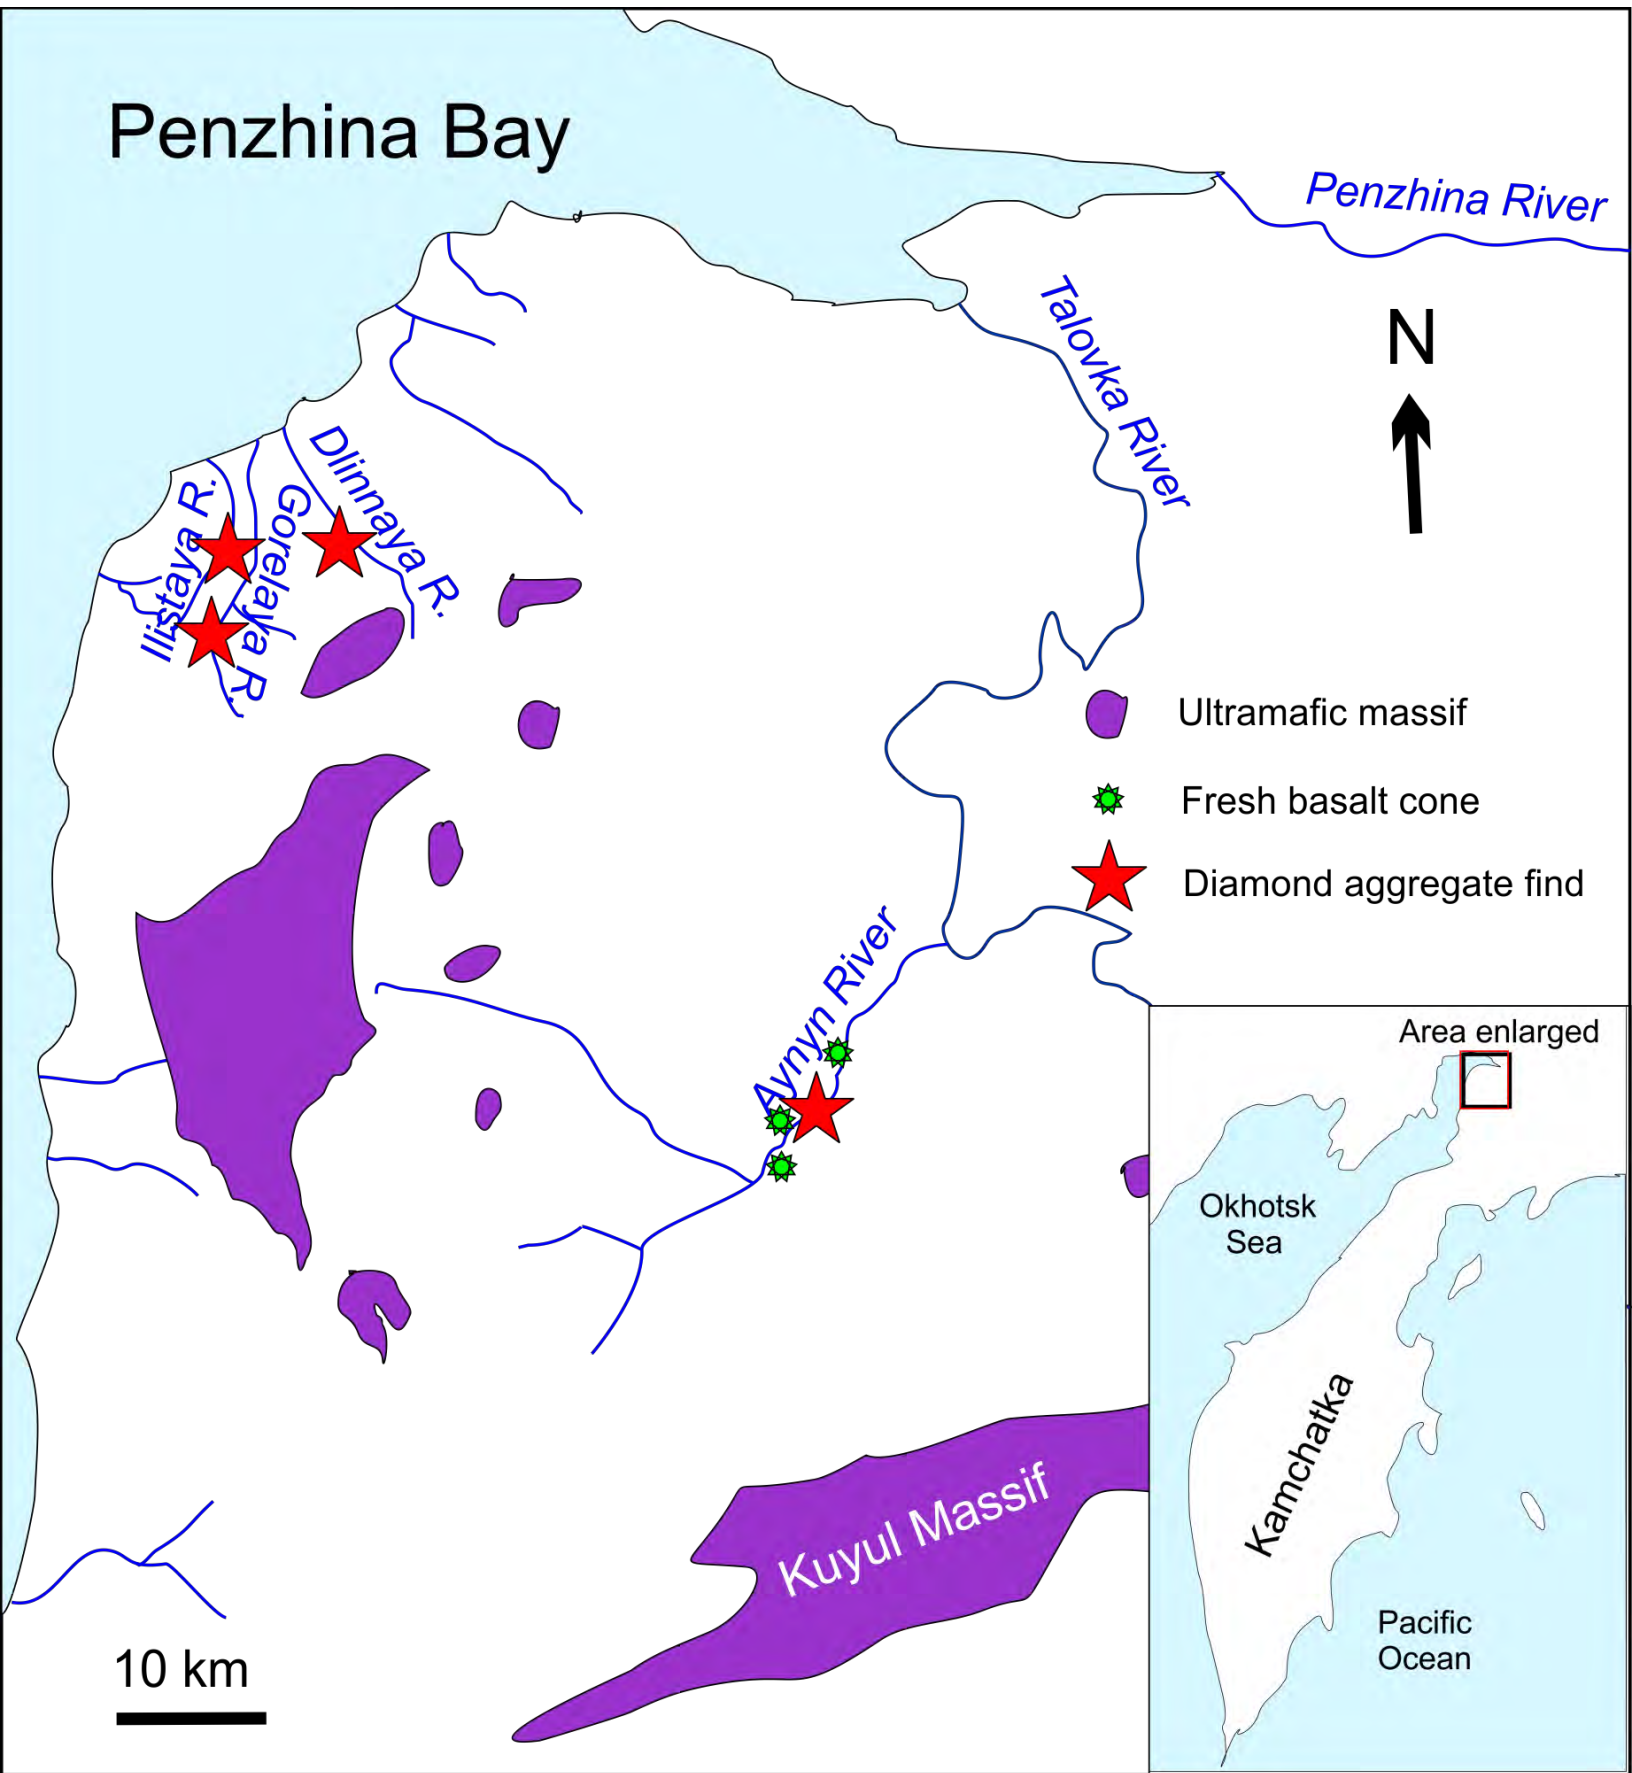 Penzhina Bay
Penzhina River
Talovka River
N
Dlinnaya R.
Gorelaya R.
Ilistaya R.
Ultramafic massif
Fresh basalt cone
Diamond aggregate find
Aynyn River
Area enlarged
Okhotsk
Sea
Kamchatka
Kuyul Massif
Pacific
Ocean
10 km